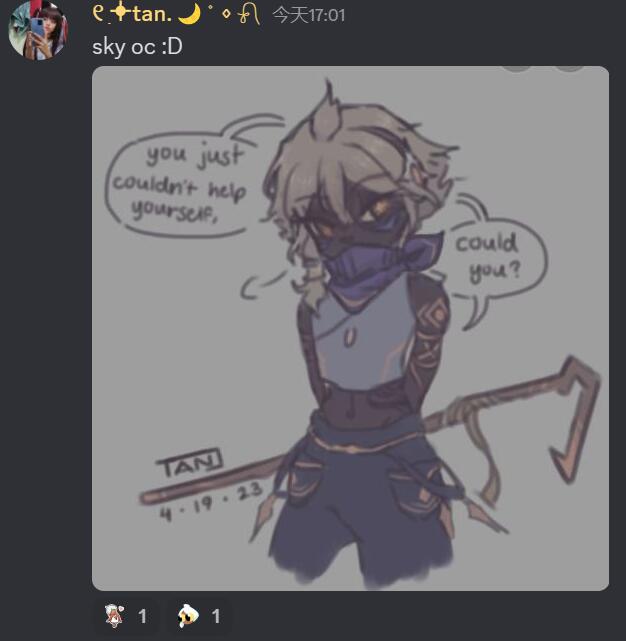 tan. 今天17:01
sky oc :D
you just
couldn't help
yourself,
could
you?
TAN
4 · 19 · 23
1 1